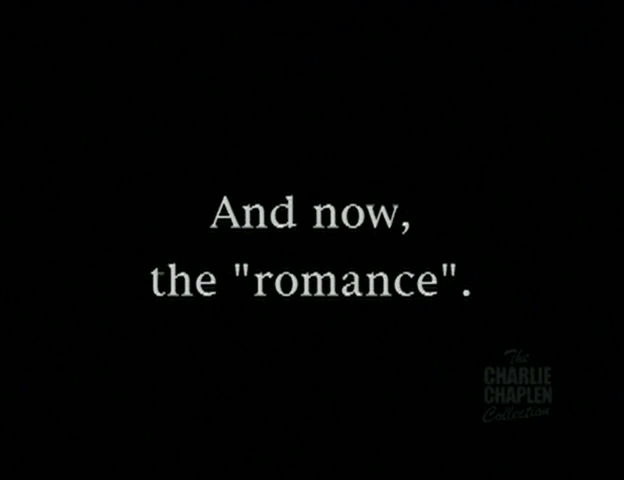 And now,
the "romance".
The
CHARLIE
CHAPLEN
Collection